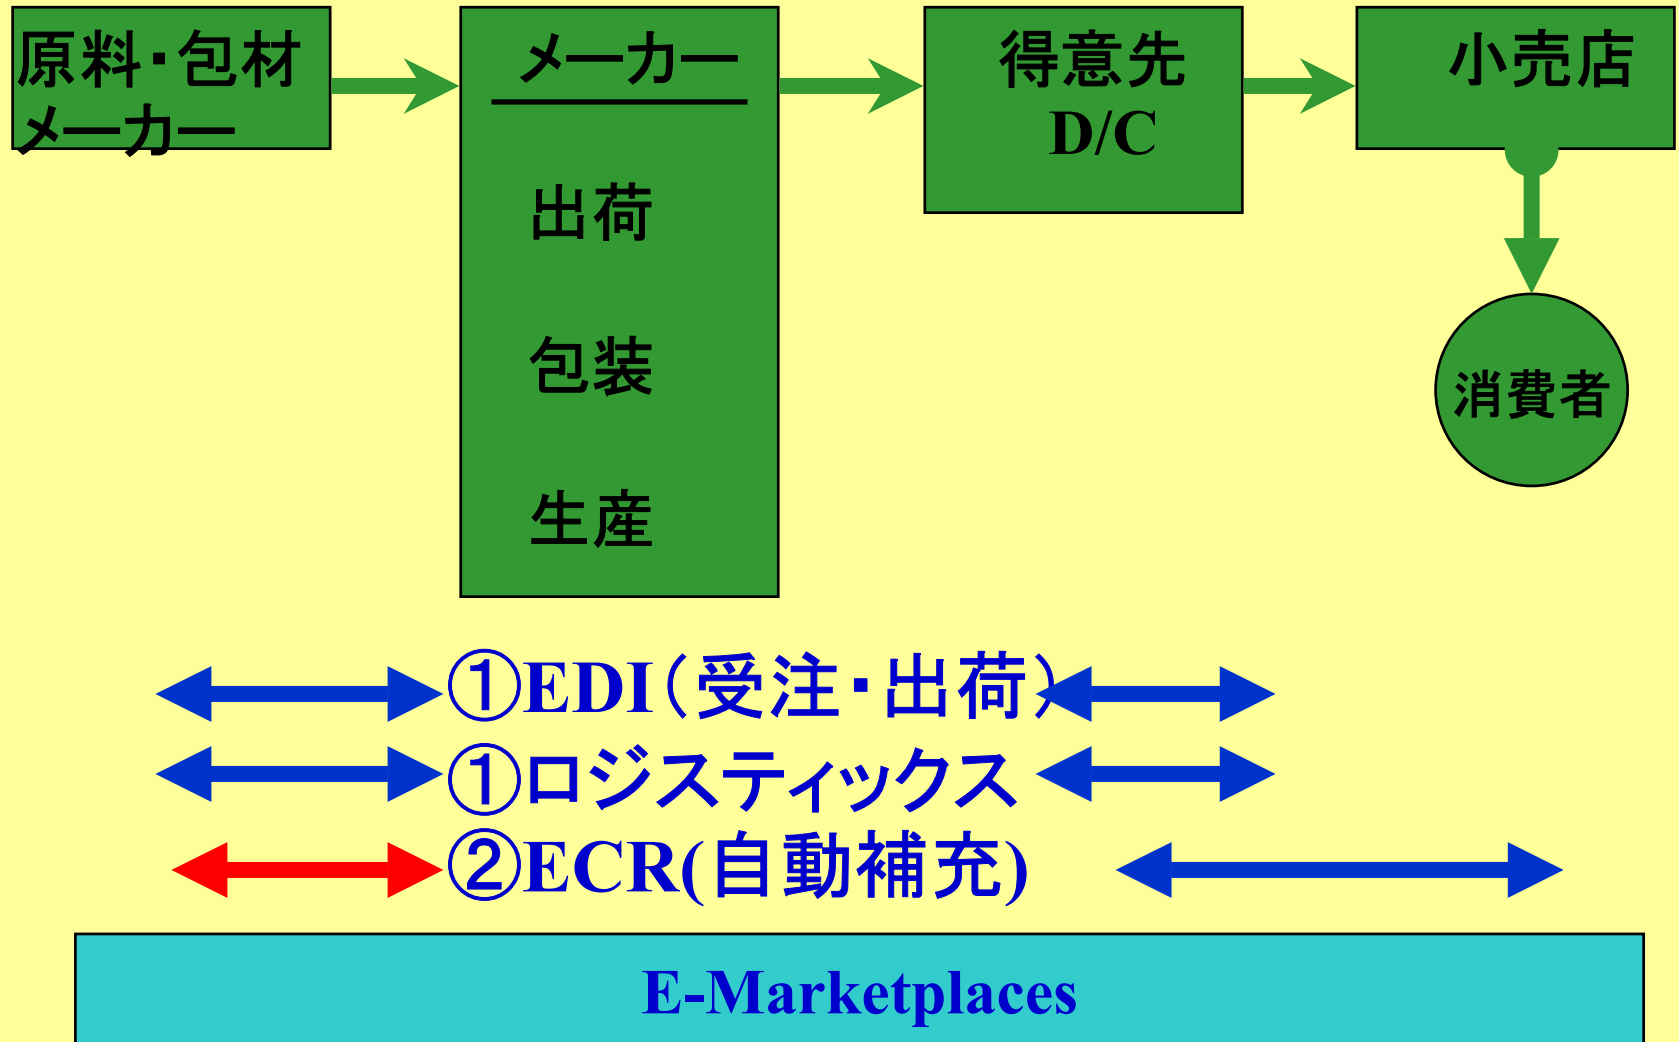 原料・包材
メーカー
メーカー
出荷
包装
生産
得意先
D/C
小売店
消費者
①EDI（受注・出荷）
①ロジスティックス
②ECR(自動補充)
E-Marketplaces